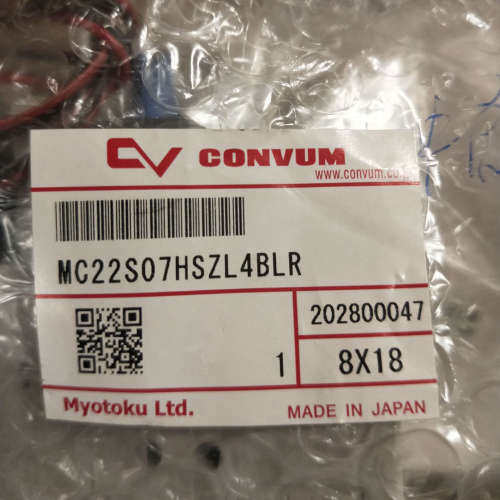 CONVUM
www.convum.co.jp
MC22S07HSZL4BLR
202800047
1
8X18
Myotoku Ltd.
MADE IN JAPAN